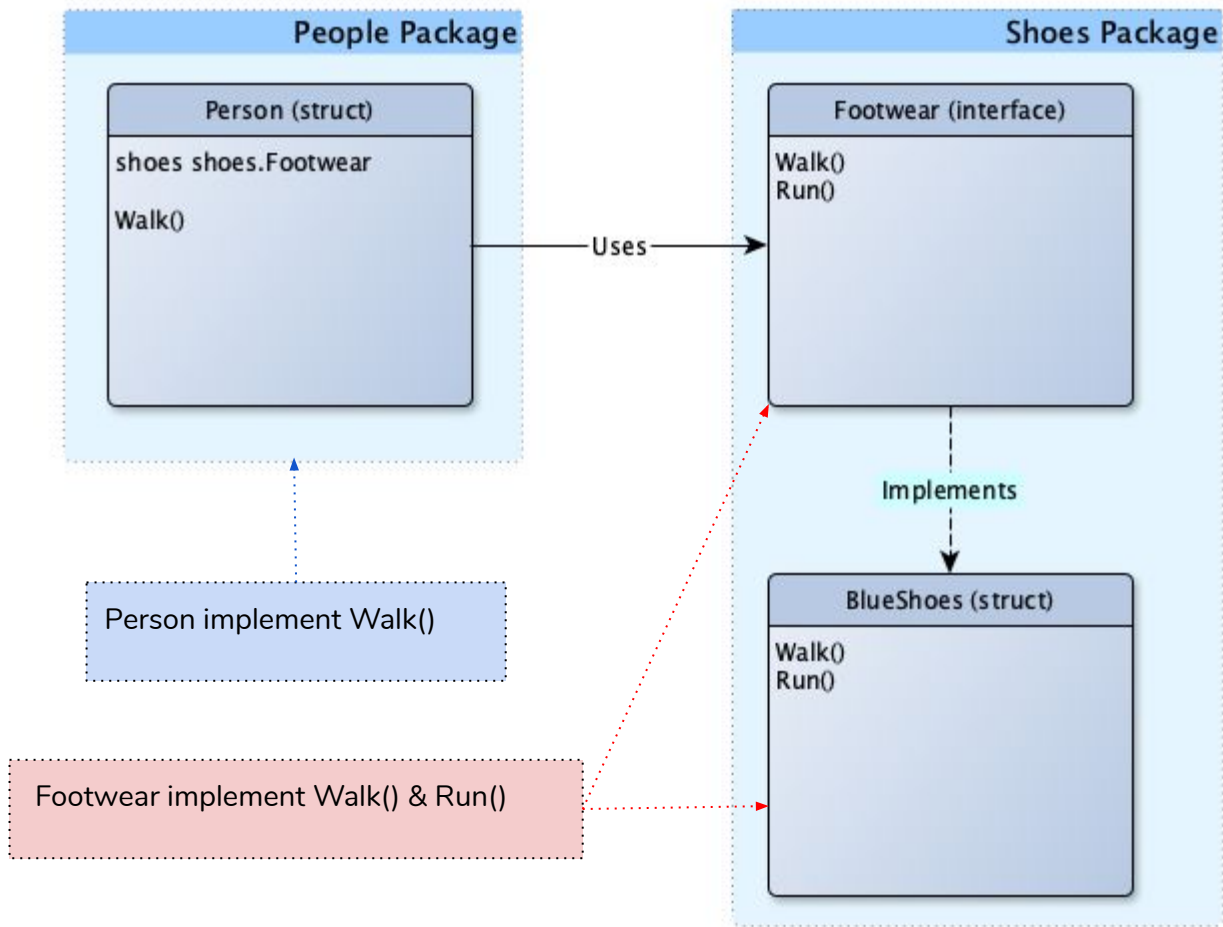 People Package
Person (struct)
shoes shoes.Footwear
Walk()
Uses
Shoes Package
Footwear (interface)
Walk()
Run()
Implements
BlueShoes (struct)
Walk()
Run()
Person implement Walk()
Footwear implement Walk() & Run()